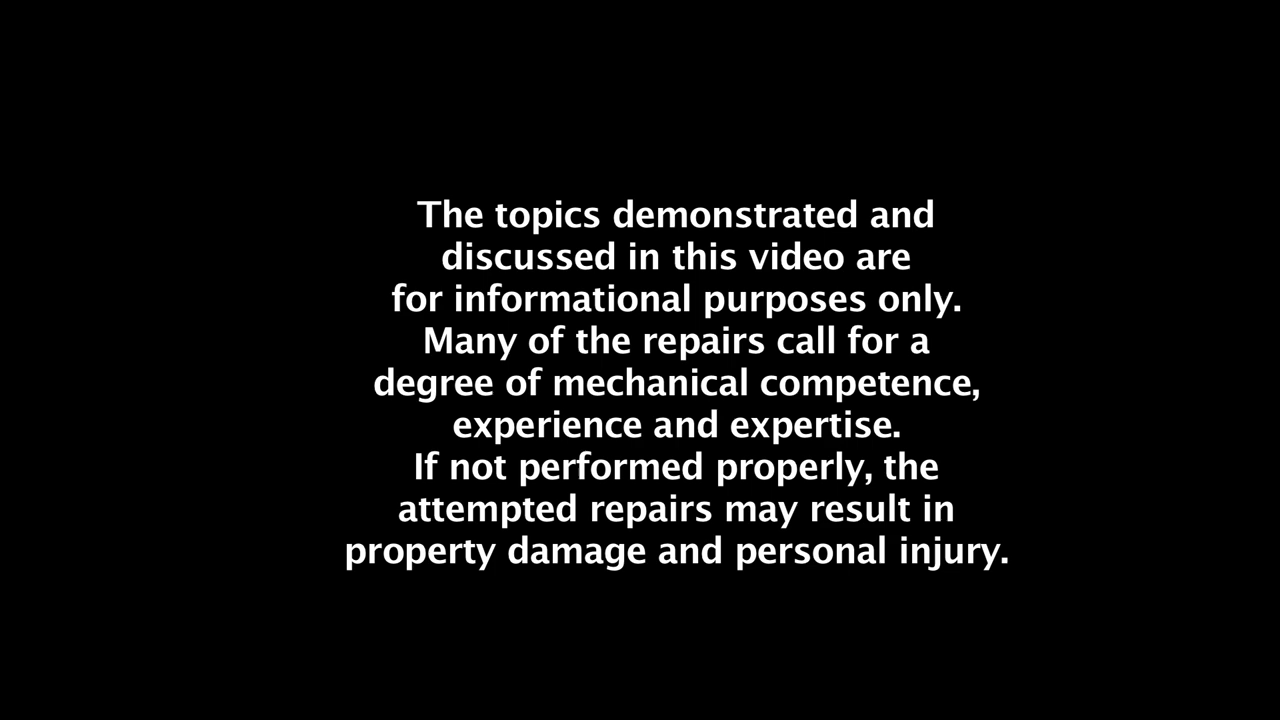 The topics demonstrated and
discussed in this video are
for informational purposes only.
Many of the repairs call for a
degree of mechanical competence,
experience and expertise.
If not performed properly, the
attempted repairs may result in
property damage and personal injury.